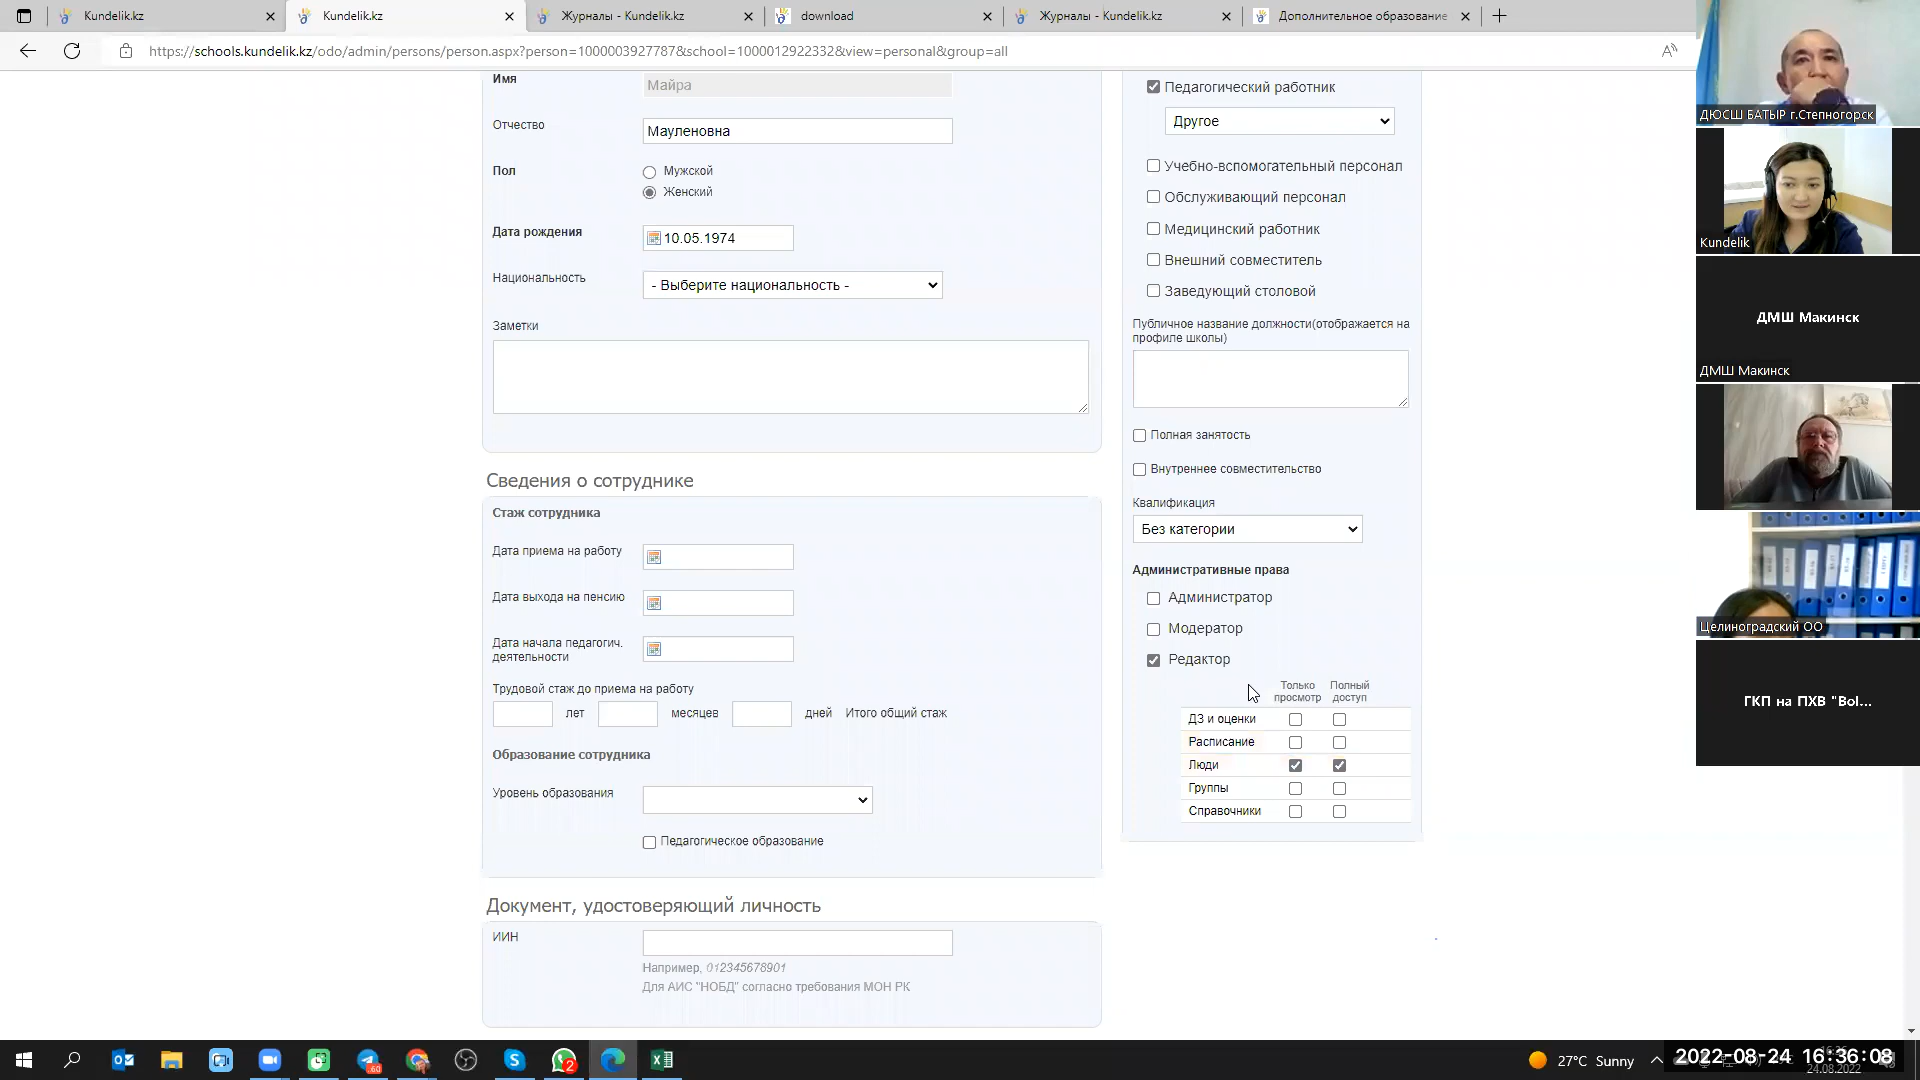 Kundelik.kz
Kundelik.kz
Журналы - Kundelik.kz
download
Журналы - Kundelik.kz
Дополнительное образование
https://schools.kundelik.kz/odo/admin/persons/person.aspx?person=1000003927787&school=1000012922332&view=personal&group=all
Имя
Майра
Отчество
Мауленовна
Пол
Мужской
Женский
Дата рождения
10.05.1974
Национальность
- Выберите национальность -
Заметки
Сведения о сотруднике
Стаж сотрудника
Дата приема на работу
Дата выхода на пенсию
Дата начала педагогич.
деятельности
Трудовой стаж до приема на работу
лет месяцев дней Итого общий стаж
Образование сотрудника
Уровень образования
Педагогическое образование
Документ, удостоверяющий личность
ИИН
Например, 012345678901
Для АИС "НОБД" согласно требования МОН РК
Педагогический работник
Другое
Учебно-вспомогательный персонал
Обслуживающий персонал
Медицинский работник
Внешний совместитель
Заведующий столовой
Публичное название должности(отображается на
профиле школы)
Полная занятость
Внутреннее совместительство
Квалификация
Без категории
Административные права
Администратор
Модератор
Редактор
Только Полный
просмотр доступ
ДЗ и оценки
Расписание
Люди
Группы
Справочники
ДЮСШ БАТЫР г.Степногорск
Kundelik
ДМШ Макинск
ДМШ Макинск
Целиноградский ОО
ГКП на ПХВ "Bol...
60
2
27°C Sunny
2022-08-24 16:36:08
24.08.2022